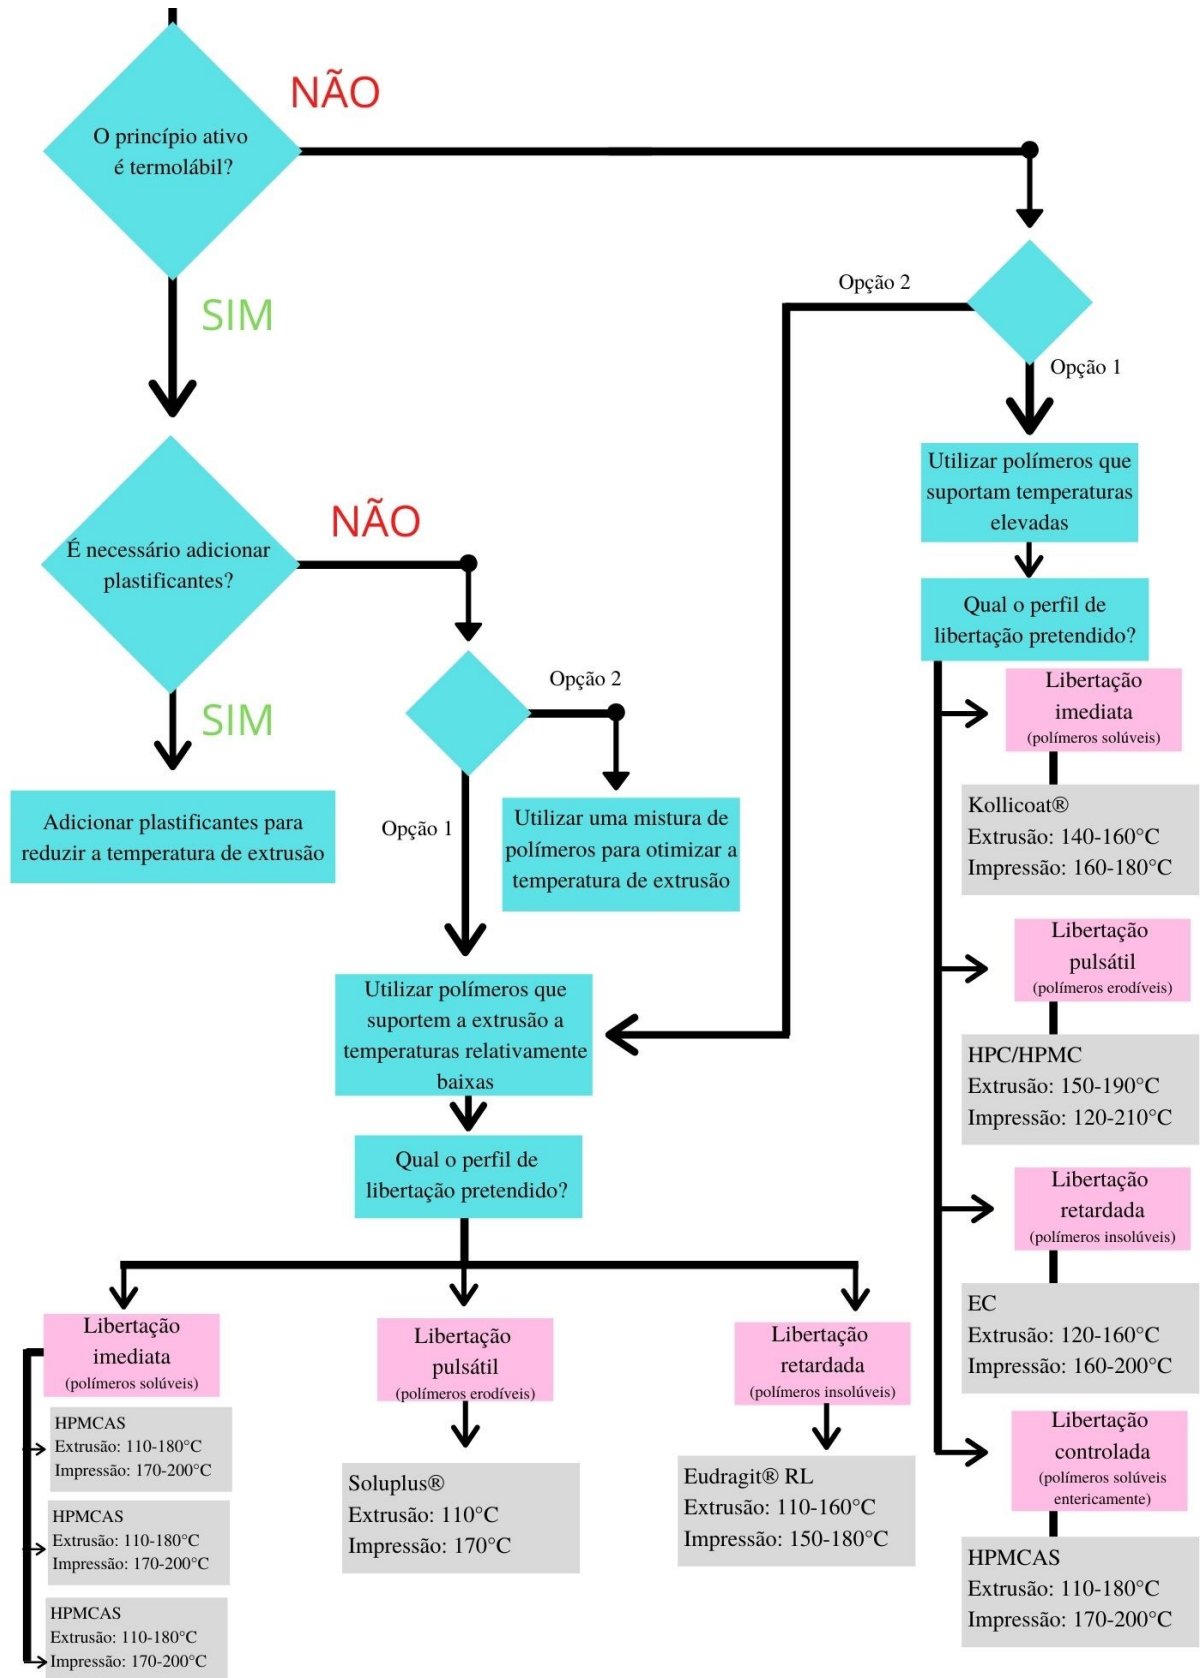 NÃO
O princípio ativo
é termolábil?
SIM
Opção 2
Opção 1
Utilizar polímeros que
suportam temperaturas
elevadas
Qual o perfil de
libertação pretendido?
Libertação
imediata
(polímeros solúveis)
Kollicoat®
Extrusão: 140-160°C
Impressão: 160-180°C
Libertação
pulsátil
(polímeros erodíveis)
HPC/HPMC
Extrusão: 150-190°C
Impressão: 120-210°C
Libertação
retardada
(polímeros insolúveis)
EC
Extrusão: 120-160°C
Impressão: 160-200°C
Libertação
controlada
(polímeros solúveis
entericamente)
HPMCAS
Extrusão: 110-180°C
Impressão: 170-200°C
NÃO
É necessário adicionar
plastificantes?
SIM
Adicionar plastificantes para
reduzir a temperatura de extrusão
Opção 2
Opção 1
Utilizar uma mistura de
polímeros para otimizar a
temperatura de extrusão
Utilizar polímeros que
suportem a extrusão a
temperaturas relativamente
baixas
Qual o perfil de
libertação pretendido?
Libertação
imediata
(polímeros solúveis)
HPMCAS
Extrusão: 110-180°C
Impressão: 170-200°C
HPMCAS
Extrusão: 110-180°C
Impressão: 170-200°C
HPMCAS
Extrusão: 110-180°C
Impressão: 170-200°C
Libertação
pulsátil
(polímeros erodíveis)
Soluplus®
Extrusão: 110°C
Impressão: 170°C
Libertação
retardada
(polímeros insolúveis)
Eudragit® RL
Extrusão: 110-160°C
Impressão: 150-180°C